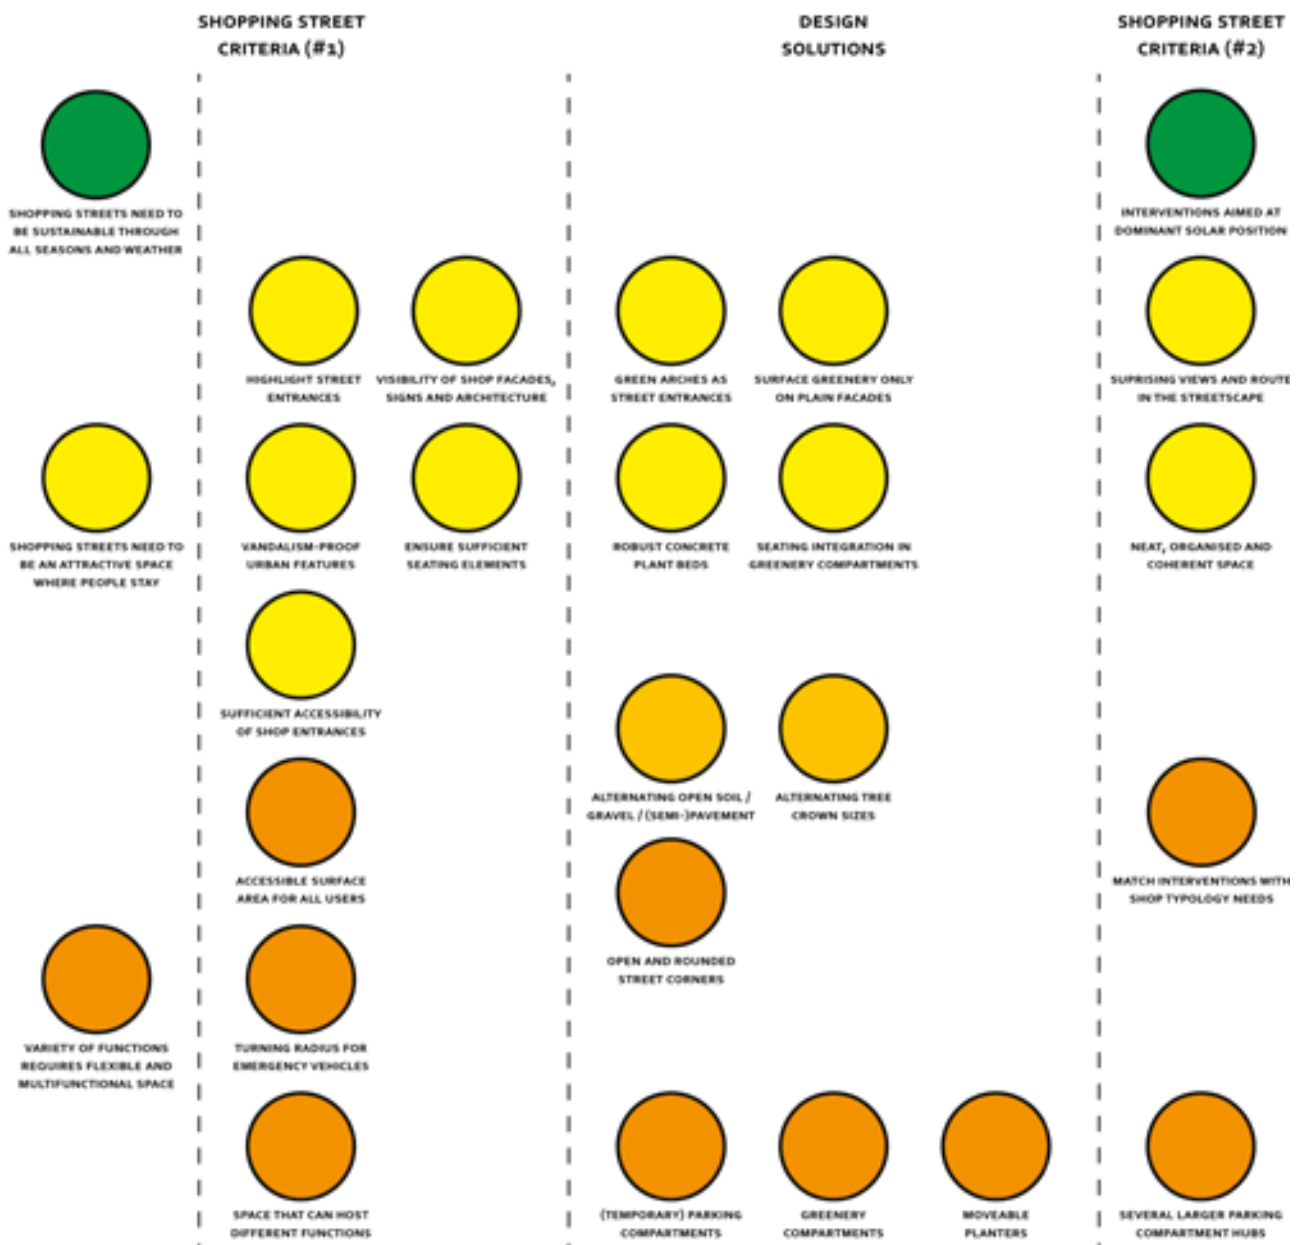 SHOPPING STREET
CRITERIA (#1)
DESIGN
SOLUTIONS
SHOPPING STREET
CRITERIA (#2)
SHOPPING STREETS NEED TO
BE SUSTAINABLE THROUGH
ALL SEASONS AND WEATHER
INTERVENTIONS AIMED AT
DOMINANT SOLAR POSITION
HIGHLIGHT STREET
ENTRANCES
VISIBILITY OF SHOP FACADES,
SIGNS AND ARCHITECTURE
GREEN ARCHES AS
STREET ENTRANCES
SURFACE GREENERY ONLY
ON PLAIN FACADES
SUPRISING VIEWS AND ROUTE
IN THE STREETSCAPE
SHOPPING STREETS NEED TO
BE AN ATTRACTIVE SPACE
WHERE PEOPLE STAY
VANDALISM-PROOF
URBAN FEATURES
ENSURE SUFFICIENT
SEATING ELEMENTS
ROBUST CONCRETE
PLANT BEDS
SEATING INTEGRATION IN
GREENERY COMPARTMENTS
NEAT, ORGANISED AND
COHERENT SPACE
SUFFICIENT ACCESSIBILITY
OF SHOP ENTRANCES
ALTERNATING OPEN SOIL /
GRAVEL / (SEMI-)PAVEMENT
ALTERNATING TREE
CROWN SIZES
ACCESSIBLE SURFACE
AREA FOR ALL USERS
MATCH INTERVENTIONS WITH
SHOP TYPOLOGY NEEDS
OPEN AND ROUNDED
STREET CORNERS
VARIETY OF FUNCTIONS
REQUIRES FLEXIBLE AND
MULTIFUNCTIONAL SPACE
TURNING RADIUS FOR
EMERGENCY VEHICLES
SPACE THAT CAN HOST
DIFFERENT FUNCTIONS
(TEMPORARY) PARKING
COMPARTMENTS
GREENERY
COMPARTMENTS
MOVEABLE
PLANTERS
SEVERAL LARGER PARKING
COMPARTMENT HUBS